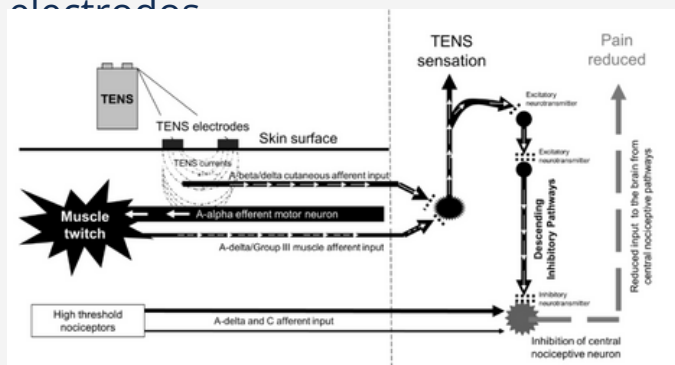 electrodes
TENS
sensation
Pain
reduced
TENS
Excitatory
neurotransmitter
TENS electrodes
Skin surface
TENS currents
Excitatory
neurotransmitter
A-beta/delta cutaneous afferent input
Muscle
twitch
A-alpha efferent motor neuron
A-delta/Group III muscle afferent input
Descending
Inhibitory Pathways
Reduced input to the brain from
central nociceptive pathways
Inhibitory
neurotransmitter
High threshold
nociceptors
A-delta and C afferent input
Inhibition of central
nociceptive neuron